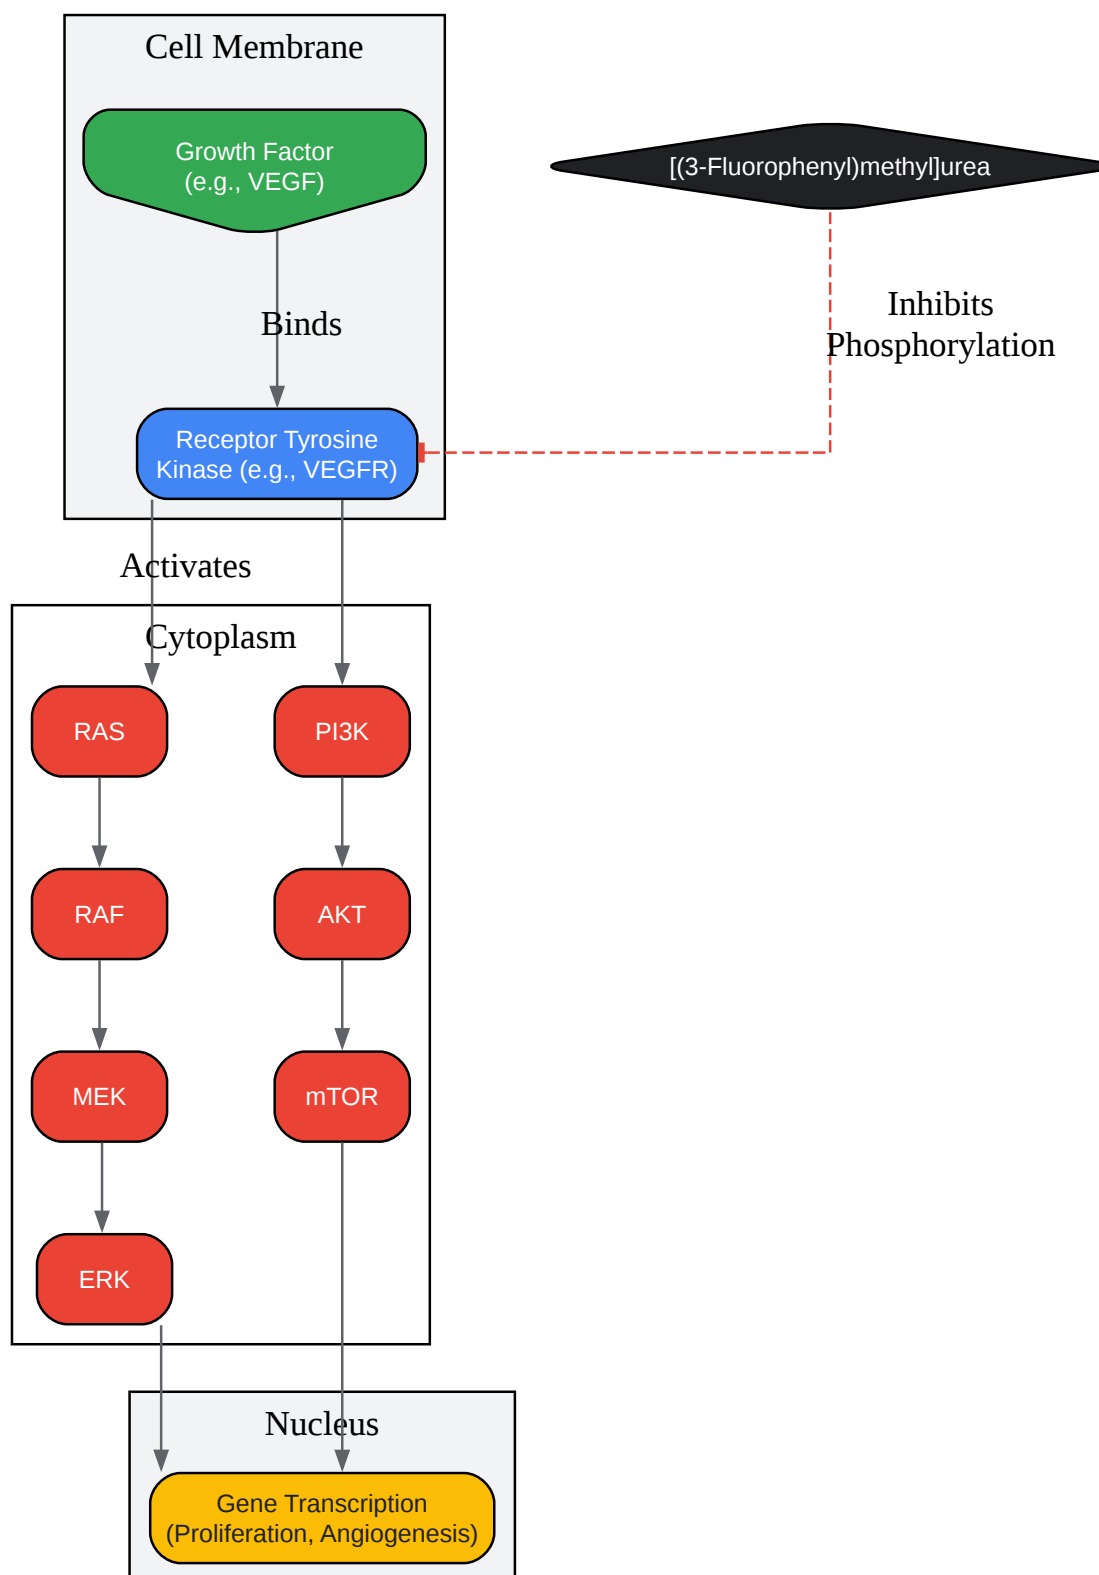 Cell Membrane
Growth Factor
(e.g., VEGF)
[(3-Fluorophenyl)methyl]urea
Binds
Inhibits
Phosphorylation
Receptor Tyrosine
Kinase (e.g., VEGFR)
Activates
Cytoplasm
RAS
PI3K
RAF
AKT
MEK
mTOR
ERK
Nucleus
Gene Transcription
(Proliferation, Angiogenesis)